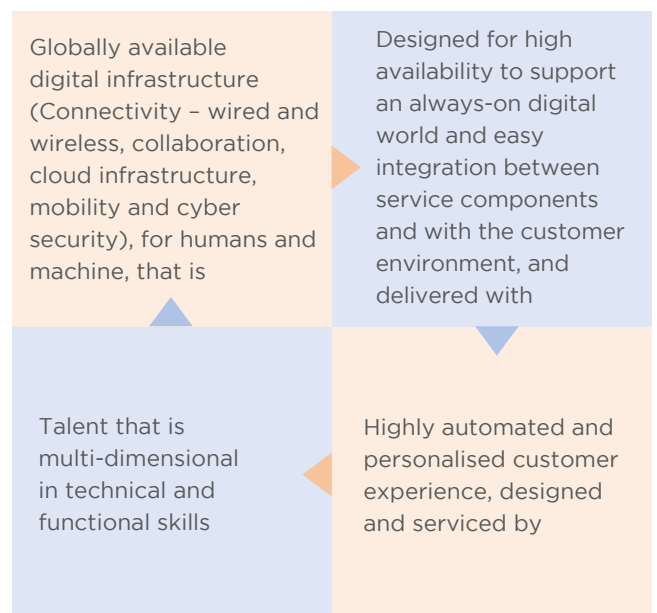 Globally available
digital infrastructure
(Connectivity – wired and
wireless, collaboration,
cloud infrastructure,
mobility and cyber
security), for humans and
machine, that is
Designed for high
availability to support
an always-on digital
world and easy
integration between
service components
and with the customer
environment, and
delivered with
Highly automated and
personalised customer
experience, designed
and serviced by
Talent that is
multi-dimensional
in technical and
functional skills